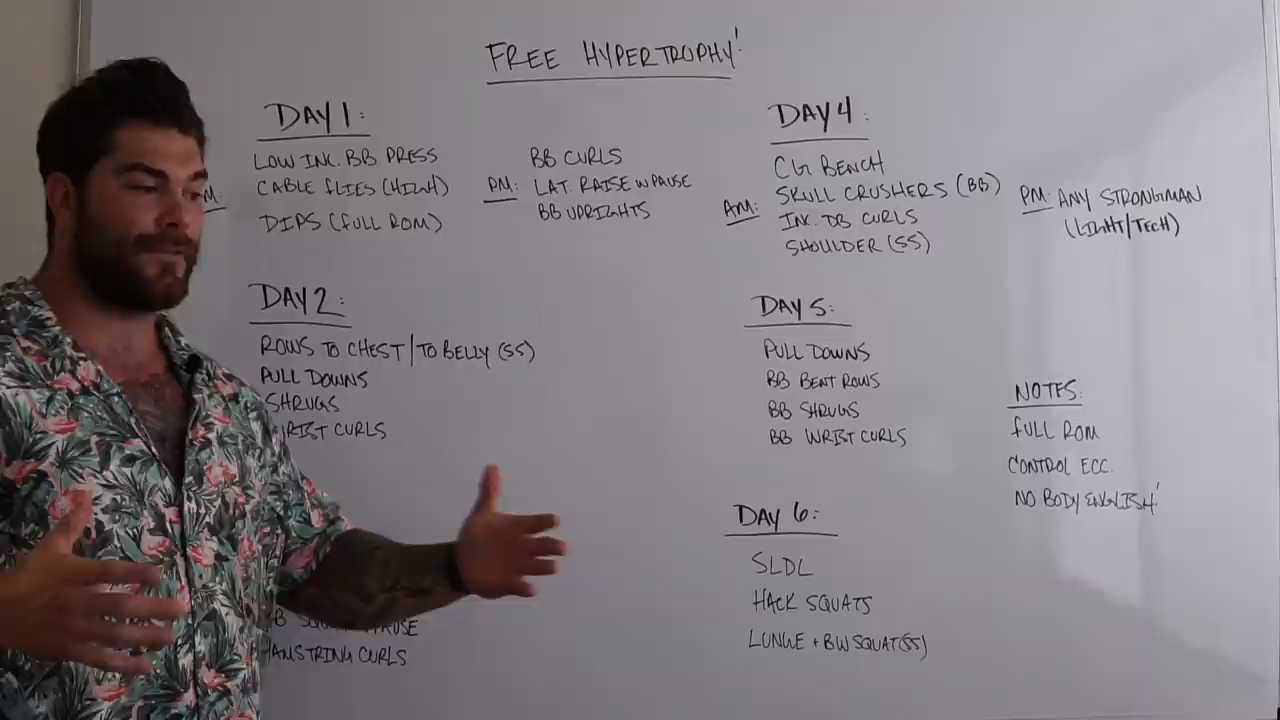 FREE HYPERTROPHY!
DAY 1:
LOW INC. BB PRESS
CABLE FLIES (HIGH)
DIPS (FULL ROM)
PM:
BB CURLS
LAT. RAISE W PAUSE
BB UPRIGHTS
DAY 2:
ROWS TO CHEST/TO BELLY (SS)
PULL DOWNS
SHRUGS
WRIST CURLS
HAMSTRING CURLS
DAY 4:
AM:
CG BENCH
SKULL CRUSHERS (BB)
INC. DB CURLS
SHOULDER (SS)
PM: ANY STRONGMAN
(LIGHT/TECH)
DAY 5:
PULL DOWNS
BB BENT ROWS
BB SHRUGS
BB WRIST CURLS
DAY 6:
SLDL
HACK SQUATS
LUNGE + BW SQUAT (SS)
NOTES:
FULL ROM
CONTROL ECC.
NO BODY ENGLISH!